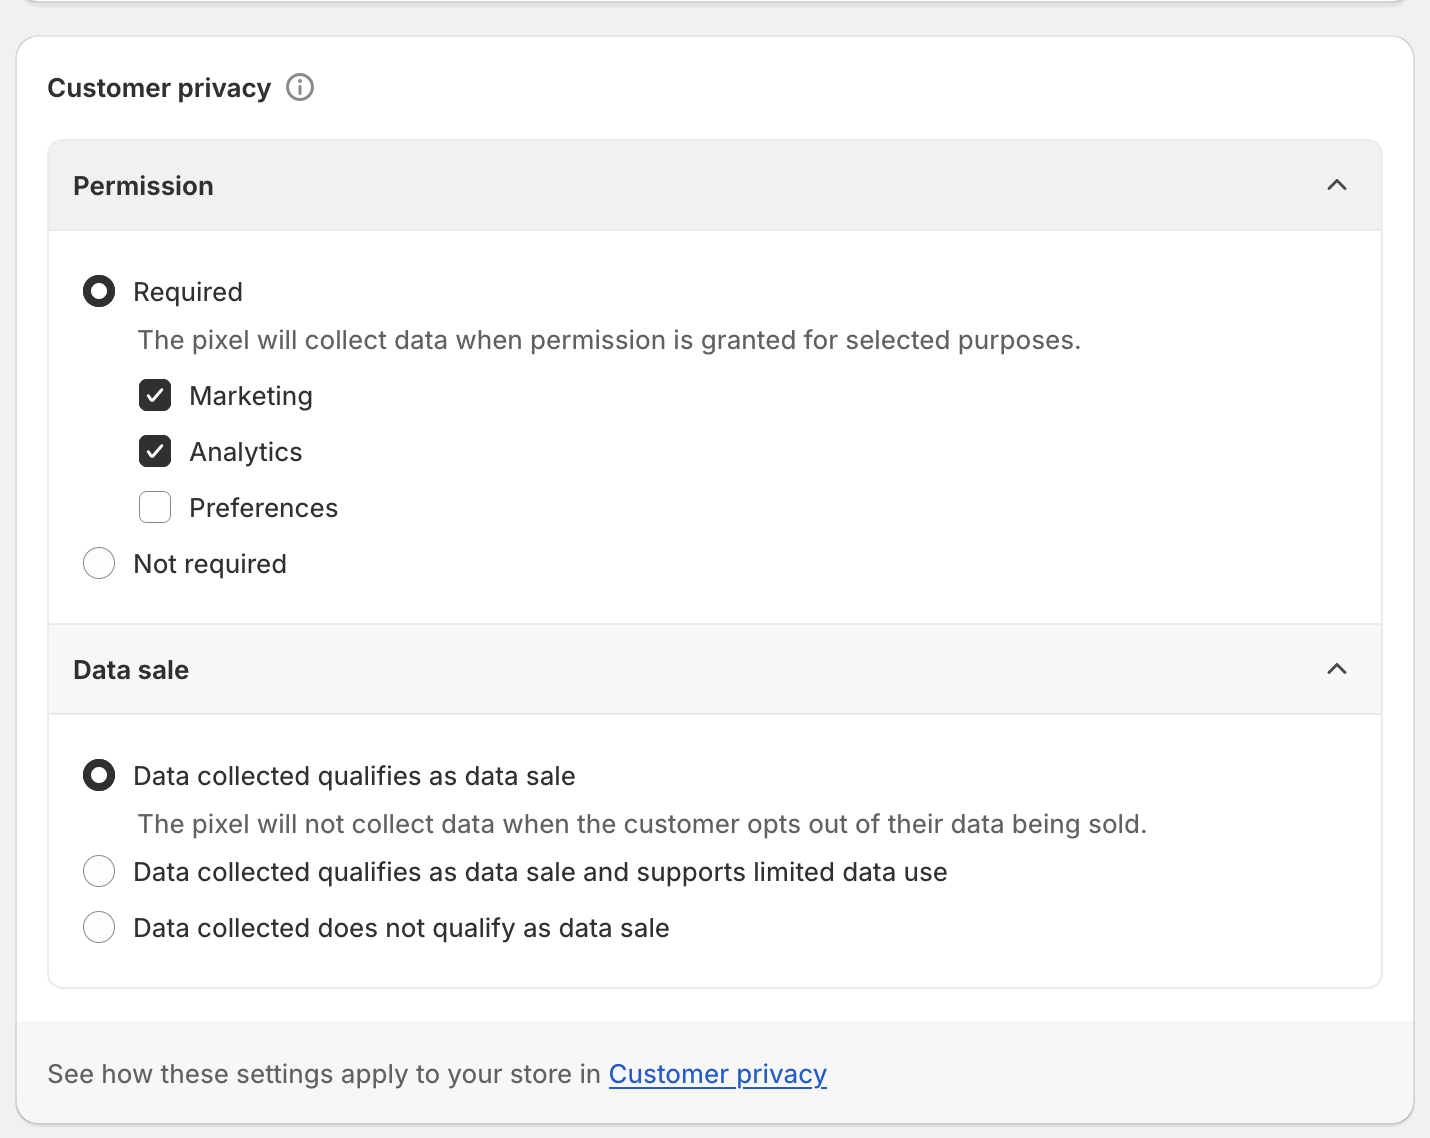 Customer privacy
Permission
Required
The pixel will collect data when permission is granted for selected purposes.
Marketing
Analytics
Preferences
Not required
Data sale
Data collected qualifies as data sale
The pixel will not collect data when the customer opts out of their data being sold.
Data collected qualifies as data sale and supports limited data use
Data collected does not qualify as data sale
See how these settings apply to your store in Customer privacy